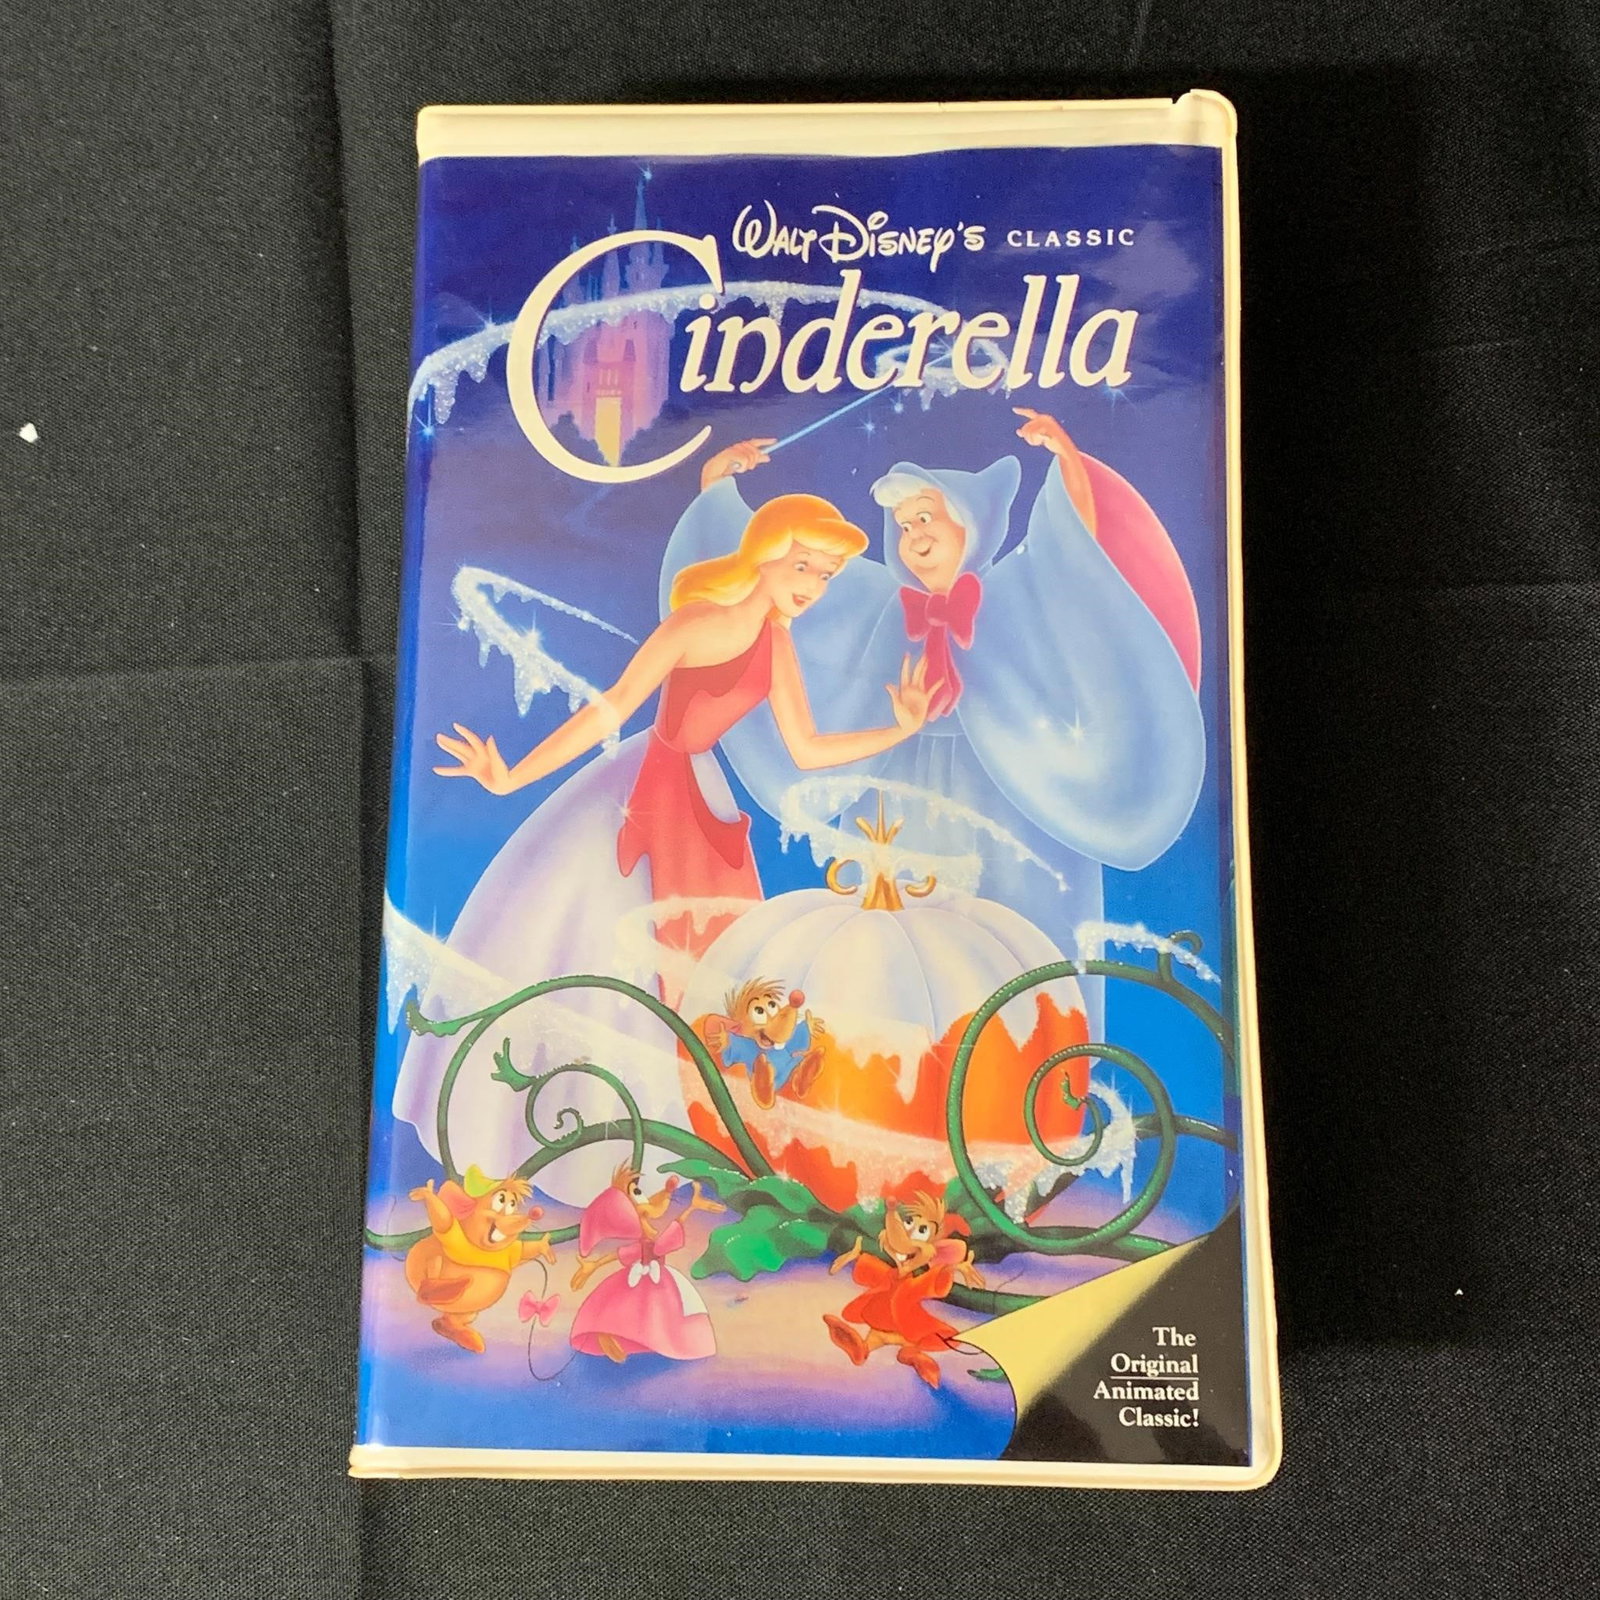 Walt Disney's CLASSIC
Cinderella
The
Original
Animated
Classic!